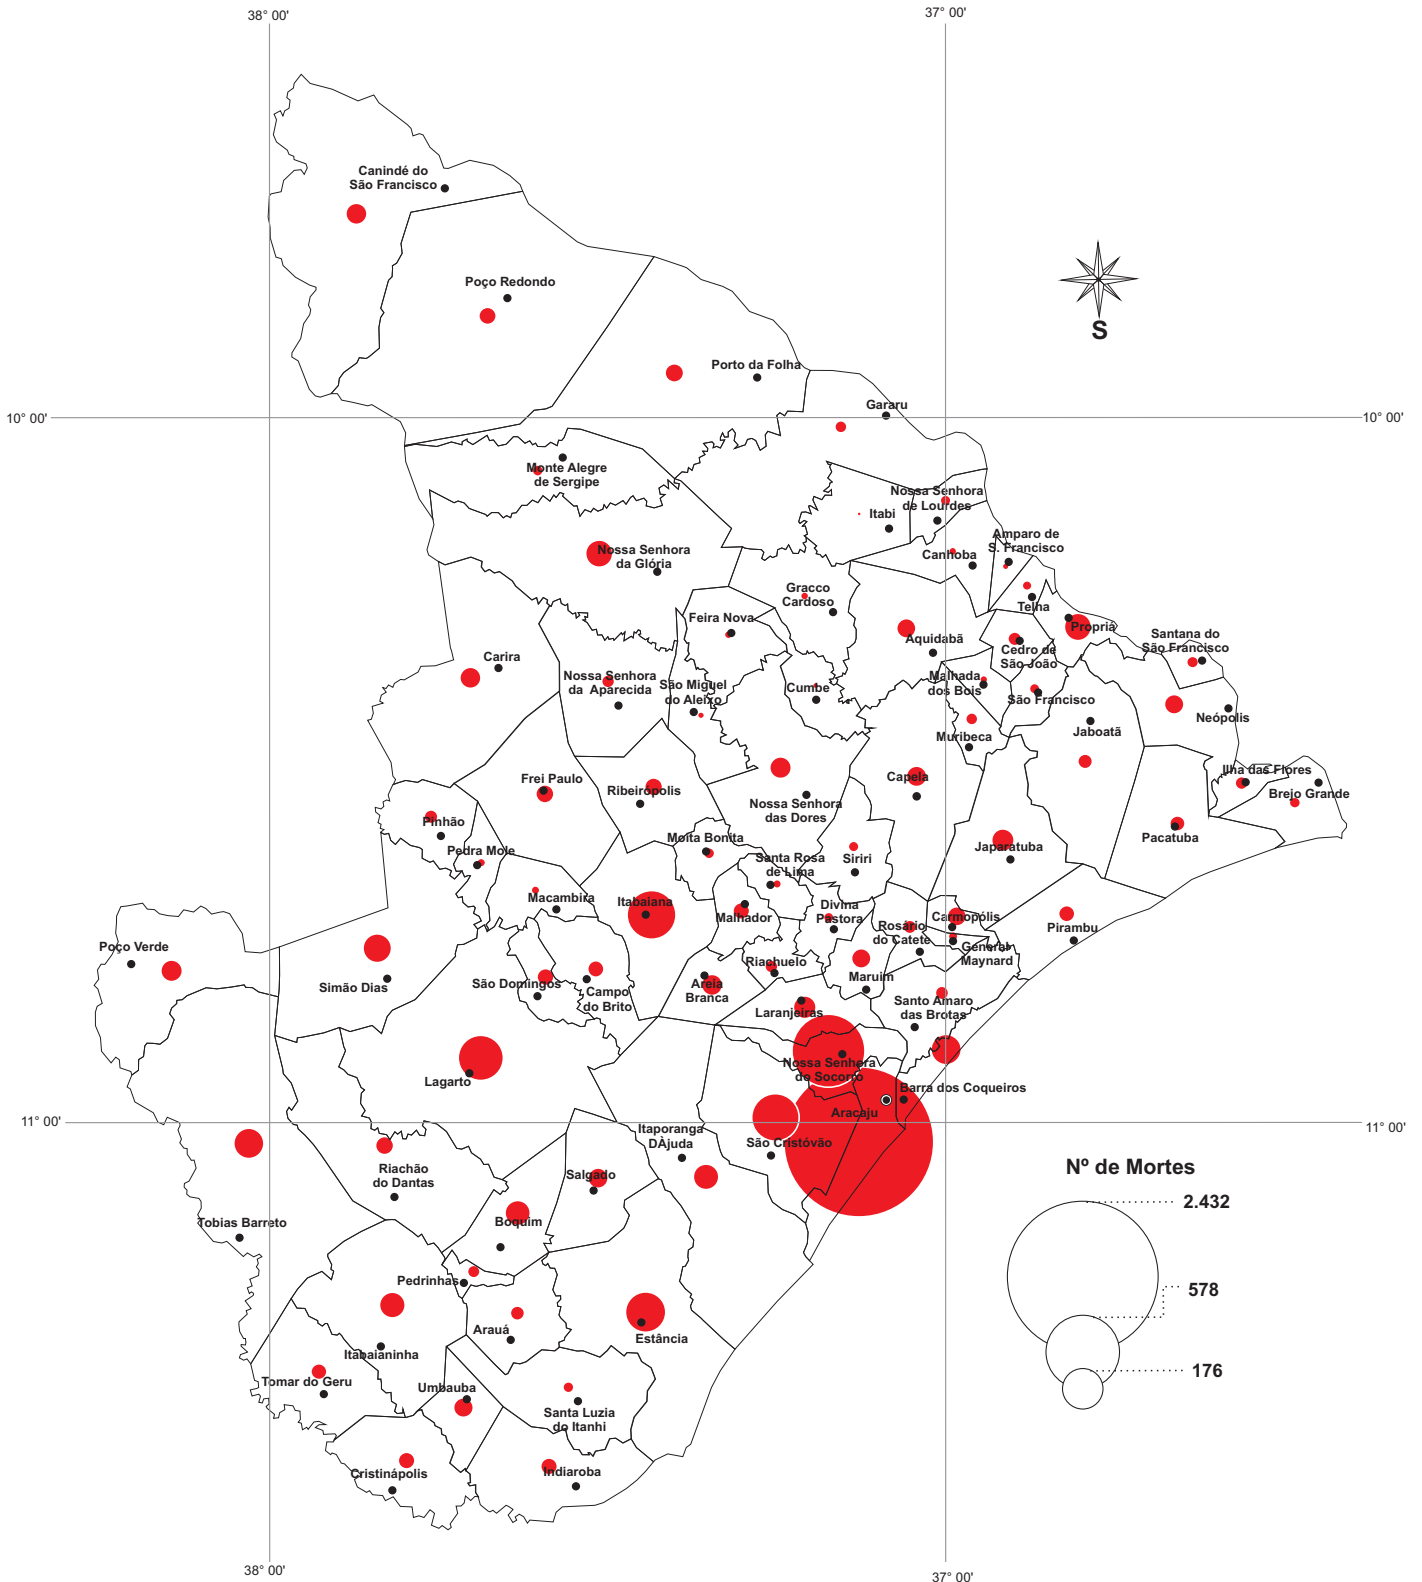 38° 00'
37° 00'
Canindé do
São Francisco
Poço Redondo
S
Porto da Folha
Gararu
10° 00'
10° 00'
Monte Alegre
de Sergipe
Nossa Senhora
de Lourdes
Itabi
Amparo de
S. Francisco
Canhoba
Nossa Senhora
da Glória
Gracco
Cardoso
Telha
Feira Nova
Propriá
Aquidabã
Santana do
São Francisco
Cedro de
São João
Carira
Nossa Senhora
da Aparecida
São Miguel
do Aleixo
Cumbe
Malhada
dos Bois
São Francisco
Neópolis
Jaboatã
Muribeca
Frei Paulo
Ribeirópolis
Capela
Ilha das Flores
Brejo Grande
Nossa Senhora
das Dores
Pinhão
Moita Bonita
Pacatuba
Pedra Mole
Santa Rosa
de Lima
Siriri
Japaratuba
Macambira
Itabaiana
Malhador
Divina
Pastora
Rosário
do Catete
Carmopólis
Pirambu
General
Maynard
Poço Verde
Simão Dias
São Domingos
Campo
do Brito
Areia
Branca
Riachuelo
Maruim
Santo Amaro
das Brotas
Laranjeiras
Nossa Senhora
do Socorro
Lagarto
Barra dos Coqueiros
Aracaju
11° 00'
11° 00'
Itaporanga
DÀjuda
São Cristóvão
Riachão
do Dantas
Salgado
Nº de Mortes
2.432
Tobias Barreto
Boquim
Pedrinhas
578
Arauá
Estância
Itabaianinha
176
Tomar do Geru
Umbauba
Santa Luzia
do Itanhi
Cristinápolis
Indiaroba
38° 00'
37° 00'